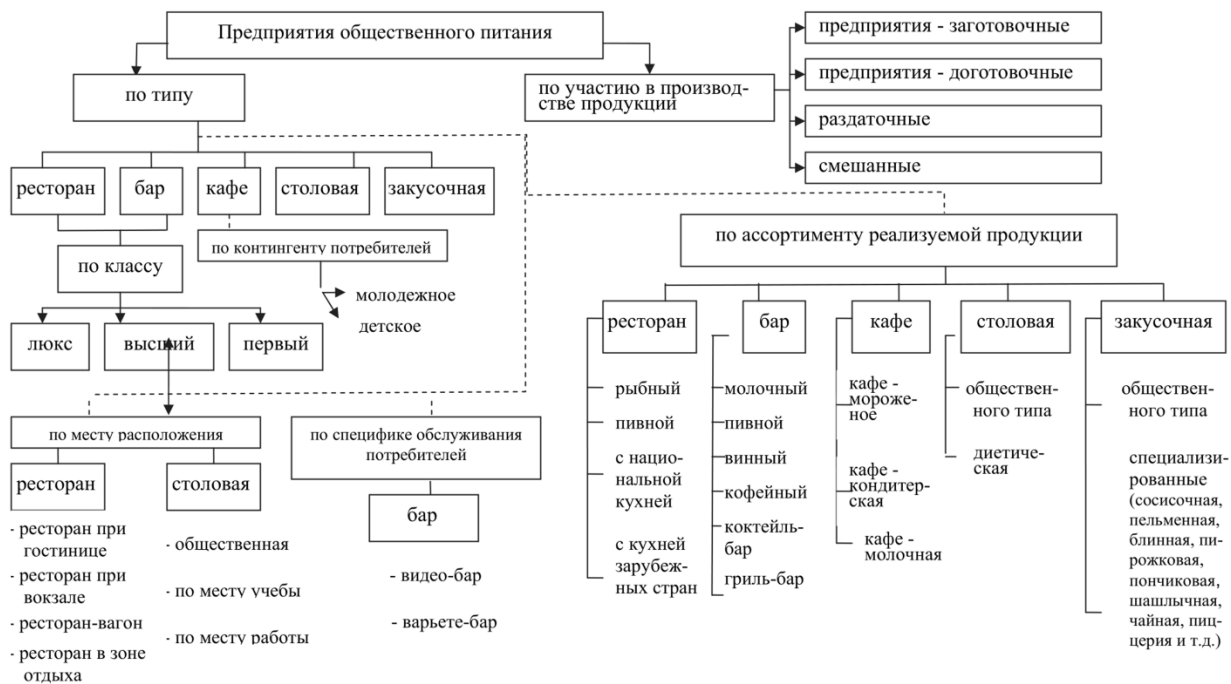 Предприятия общественного питания
по типу
по участию в производ-
стве продукции
предприятия - заготовочные
предприятия - доготовочные
раздаточные
смешанные
ресторан
бар
кафе
столовая
закусочная
по классу
люкс
высший
первый
по контингенту потребителей
молодежное
детское
по месту расположения
ресторан
- ресторан при
гостинице
- ресторан при
вокзале
- ресторан-вагон
- ресторан в зоне
отдыха
столовая
- общественная
- по месту учебы
- по месту работы
по специфике обслуживания
потребителей
бар
- видео-бар
- варьете-бар
по ассортименту реализуемой продукции
ресторан
рыбный
пивной
с нацио-
нальной
кухней
с кухней
зарубеж-
ных стран
бар
молочный
пивной
винный
кофейный
коктейль-
бар
гриль-бар
кафе
кафе -
мороже-
ное
кафе -
кондитер-
ская
кафе -
молочная
столовая
обществен-
ного типа
диетиче-
ская
закусочная
обществен-
ного типа
специализи-
рованные
(сосисочная,
пельменная,
блинная, пи-
рожковая,
пончиковая,
шашлычная,
чайная, пиц-
церия и т.д.)